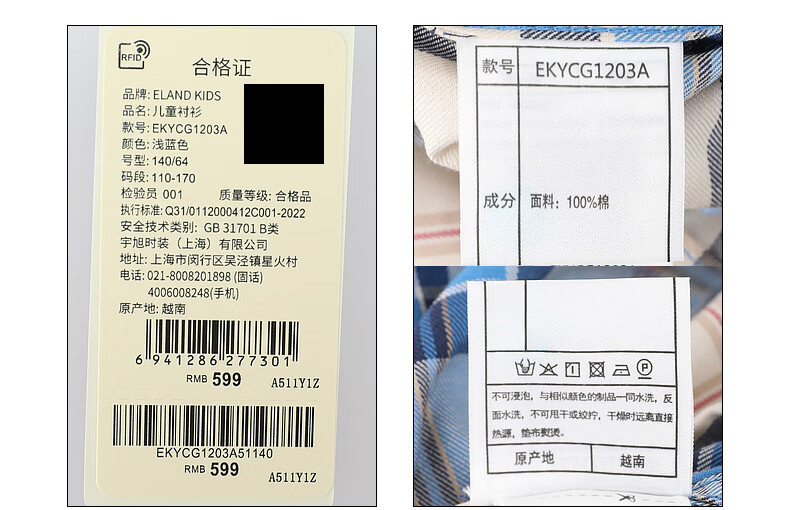 RFID
合格证
品牌: ELAND KIDS
品名: 儿童衬衫
款号: EKYCG1203A
颜色: 浅蓝色
号型: 140/64
码段: 110-170
检验员 001 质量等级: 合格品
执行标准: Q31/0112000412C001-2022
安全技术类别: GB 31701 B类
宇旭时装（上海）有限公司
地址: 上海市闵行区吴泾镇星火村
电话: 021-8008201898 (固话)
4006008248(手机)
原产地: 越南
6 941286 277301
RMB 599 A511Y1Z
EKYCG1203A51140
RMB 599 A511Y1Z
款号 EKYCG1203A
成分 面料: 100%棉
P
不可浸泡，与相似颜色的制品一同水洗，反
面水洗，不可甩干或绞拧，干燥时远离直接
热源，垫布熨烫。
原产地 越南